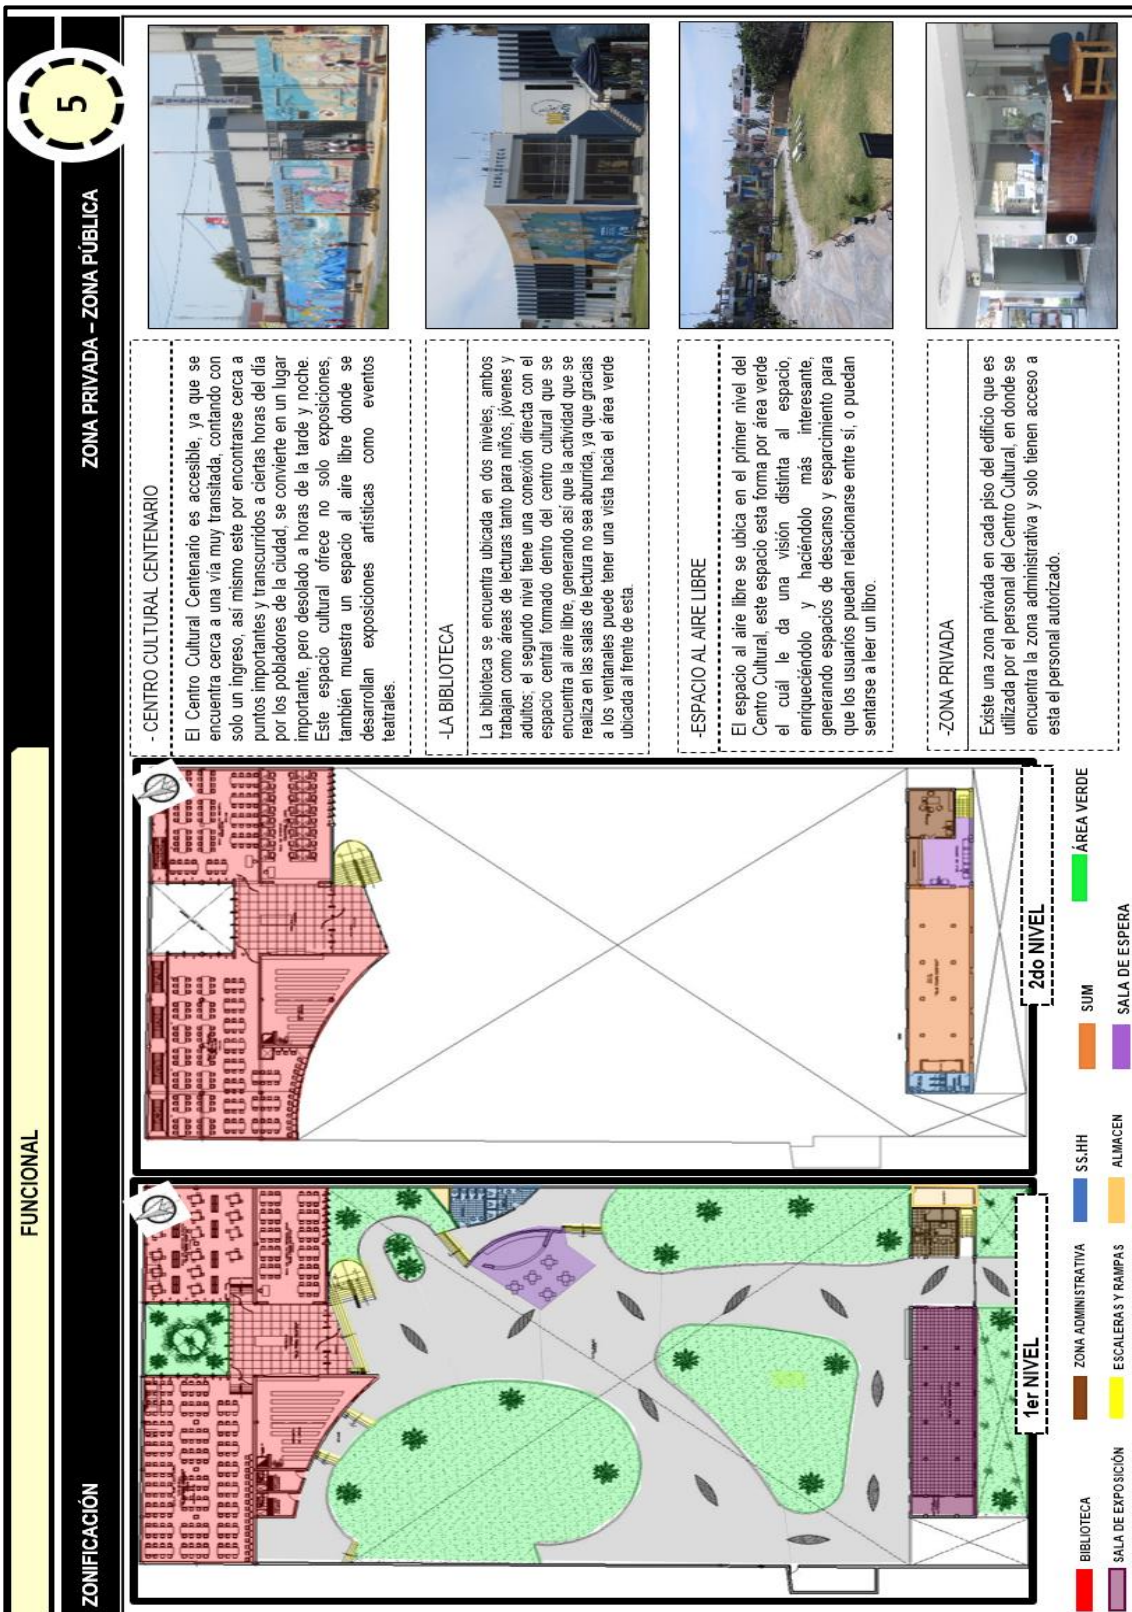 FUNCIONAL
5
ZONIFICACIÓN
ZONA PRIVADA – ZONA PÚBLICA
- CENTRO CULTURAL CENTENARIO
El Centro Cultural Centenario es accesible, ya que se
encuentra cerca a una vía muy transitada, contando con
solo un ingreso, así mismo este por encontrarse cerca a
puntos importantes y transcurridos a ciertas horas del día
por los pobladores de la ciudad, se convierte en un lugar
importante, pero desolado a horas de la tarde y noche.
Este espacio cultural ofrece no solo exposiciones,
también muestra un espacio al aire libre donde se
desarrollan exposiciones artísticas como eventos
teatrales.
-LA BIBLIOTECA
La biblioteca se encuentra ubicada en dos niveles, ambos
trabajan como áreas de lecturas tanto para niños, jóvenes y
adultos; el segundo nivel tiene una conexión directa con el
espacio central formado dentro del centro cultural que se
encuentra al aire libre, generando así que la actividad que se
realiza en las salas de lectura no sea aburrida, ya que gracias
a los ventanales puede tener una vista hacia el área verde
ubicada al frente de esta.
BIBLIOTECA
-ESPACIO AL AIRE LIBRE
El espacio al aire libre se ubica en el primer nivel del
Centro Cultural, este espacio esta forma por área verde
el cuál le da una visión distinta al espacio,
enriqueciéndolo y haciéndolo más interesante,
generando espacios de descanso y esparcimiento para
que los usuarios puedan relacionarse entre sí, o puedan
sentarse a leer un libro.
-ZONA PRIVADA
Existe una zona privada en cada piso del edificio que es
utilizada por el personal del Centro Cultural, en donde se
encuentra la zona administrativa y solo tienen acceso a
esta el personal autorizado.
1er NIVEL
2do NIVEL
BIBLIOTECA
ZONA ADMINISTRATIVA
SS.HH
SUM
ÁREA VERDE
SALA DE EXPOSICIÓN
ESCALERAS Y RAMPAS
ALMACEN
SALA DE ESPERA